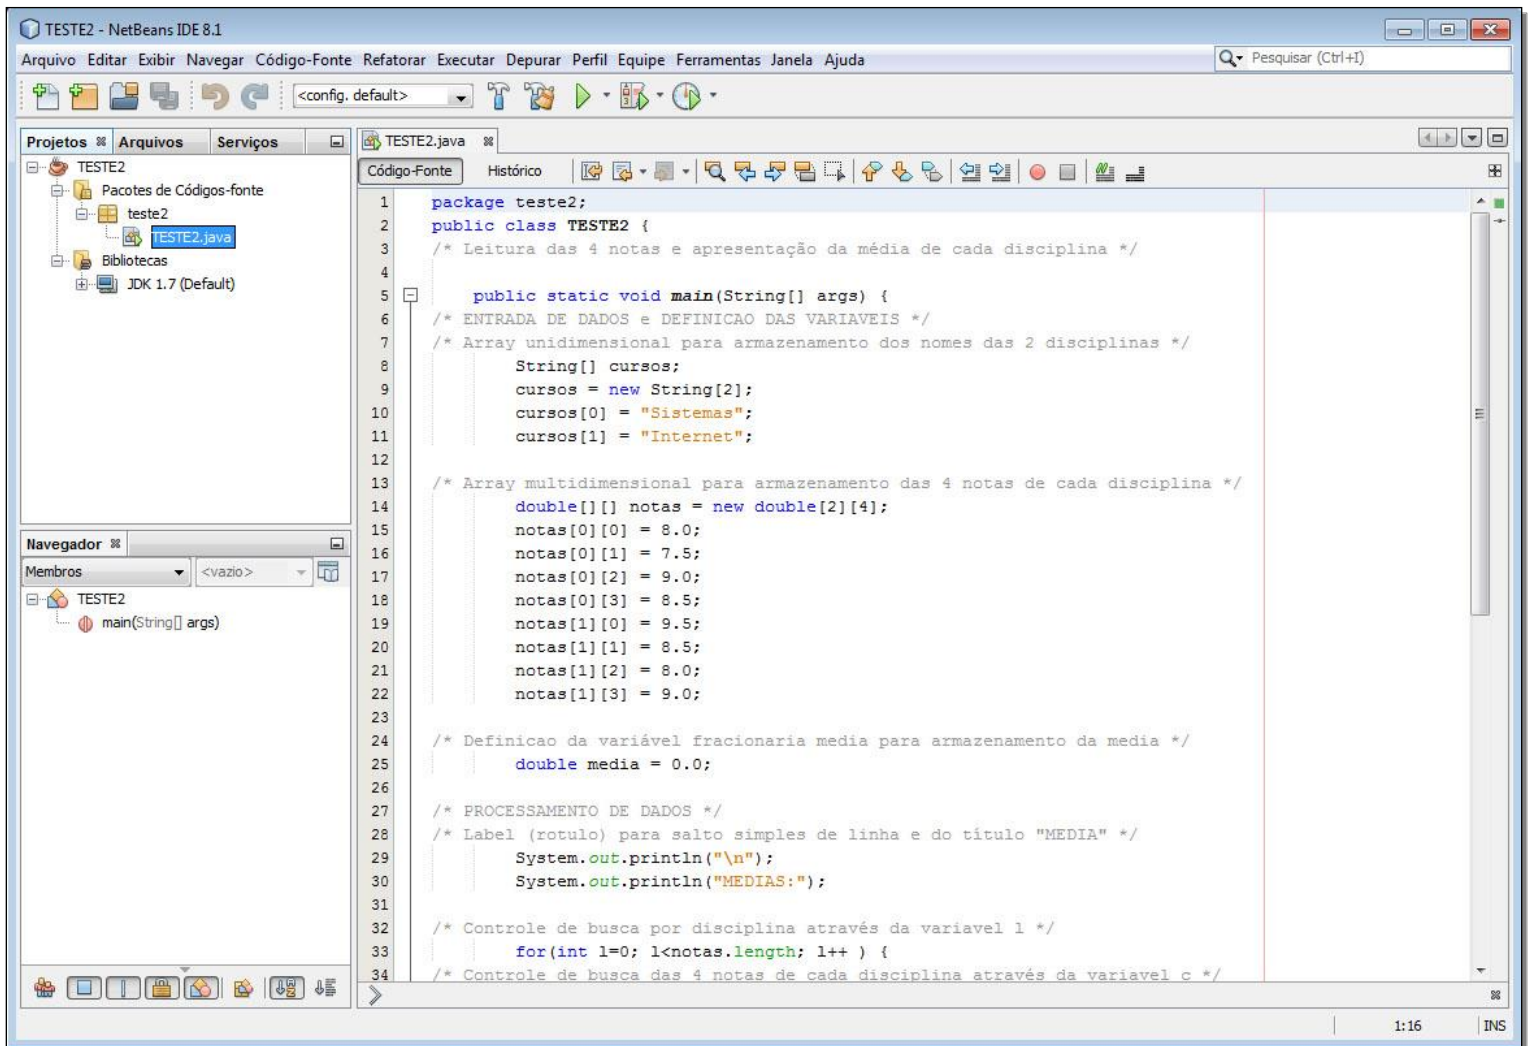 TESTE2 - NetBeans IDE 8.1
Arquivo Editar Exibir Navegar Código-Fonte Refatorar Executar Depurar Perfil Equipe Ferramentas Janela Ajuda
Pesquisar (Ctrl+I)
<config. default>
Projetos Arquivos Serviços
TESTE2
Pacotes de Códigos-fonte
teste2
TESTE2.java
Bibliotecas
JDK 1.7 (Default)
Navegador
Membros <vazio>
TESTE2
main(String[] args)
TESTE2.java
Código-Fonte Histórico
1 package teste2;
2 public class TESTE2 {
3 /* Leitura das 4 notas e apresentação da média de cada disciplina */
4
5 public static void main(String[] args) {
6 /* ENTRADA DE DADOS e DEFINICAO DAS VARIAVEIS */
7 /* Array unidimensional para armazenamento dos nomes das 2 disciplinas */
8 String[] cursos;
9 cursos = new String[2];
10 cursos[0] = "Sistemas";
11 cursos[1] = "Internet";
12
13 /* Array multidimensional para armazenamento das 4 notas de cada disciplina */
14 double[][] notas = new double[2][4];
15 notas[0][0] = 8.0;
16 notas[0][1] = 7.5;
17 notas[0][2] = 9.0;
18 notas[0][3] = 8.5;
19 notas[1][0] = 9.5;
20 notas[1][1] = 8.5;
21 notas[1][2] = 8.0;
22 notas[1][3] = 9.0;
23
24 /* Definicao da variável fracionaria media para armazenamento da media */
25 double media = 0.0;
26
27 /* PROCESSAMENTO DE DADOS */
28 /* Label (rotulo) para salto simples de linha e do título "MEDIA" */
29 System.out.println("\n");
30 System.out.println("MEDIAS:");
31
32 /* Controle de busca por disciplina através da variavel l */
33 for(int l=0; l<notas.length; l++ ) {
34 /* Controle de busca das 4 notas de cada disciplina através da variavel c */
1:16 INS